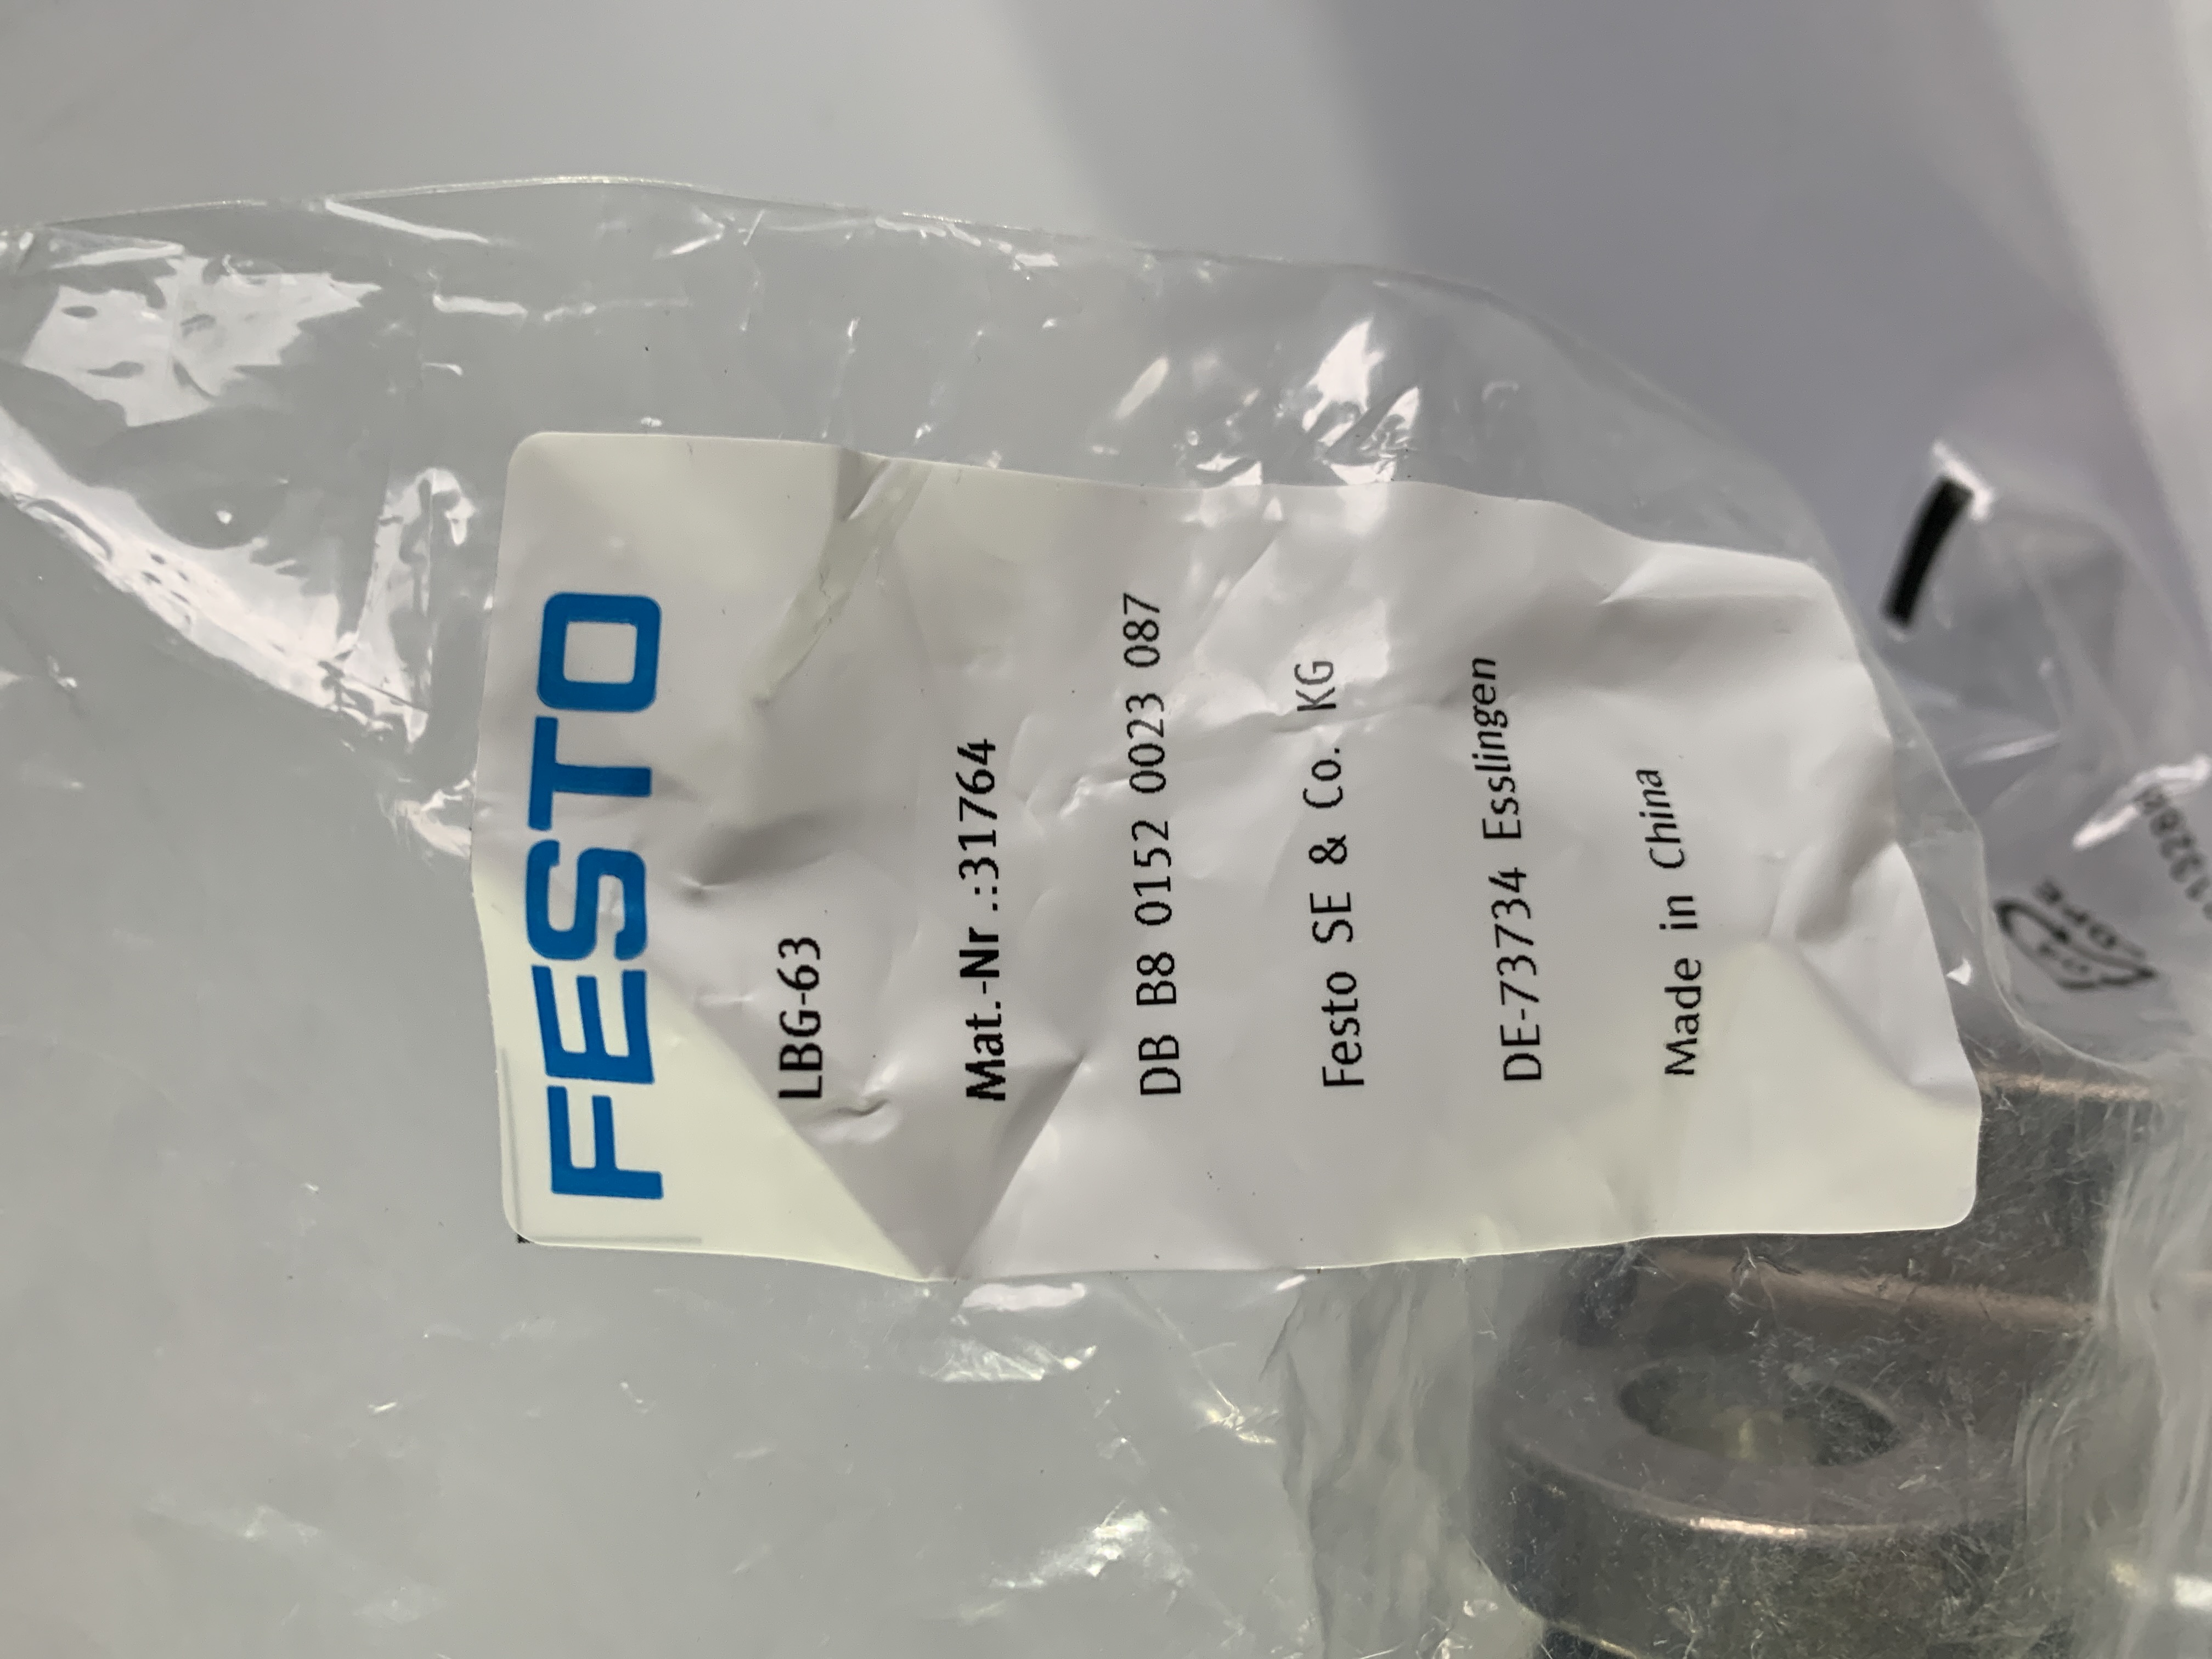 FESTO
LBG-63
Mat.-Nr.:31764
DB B8 0152 0023 087
Festo SE & Co. KG
DE-73734 Esslingen
Made in China